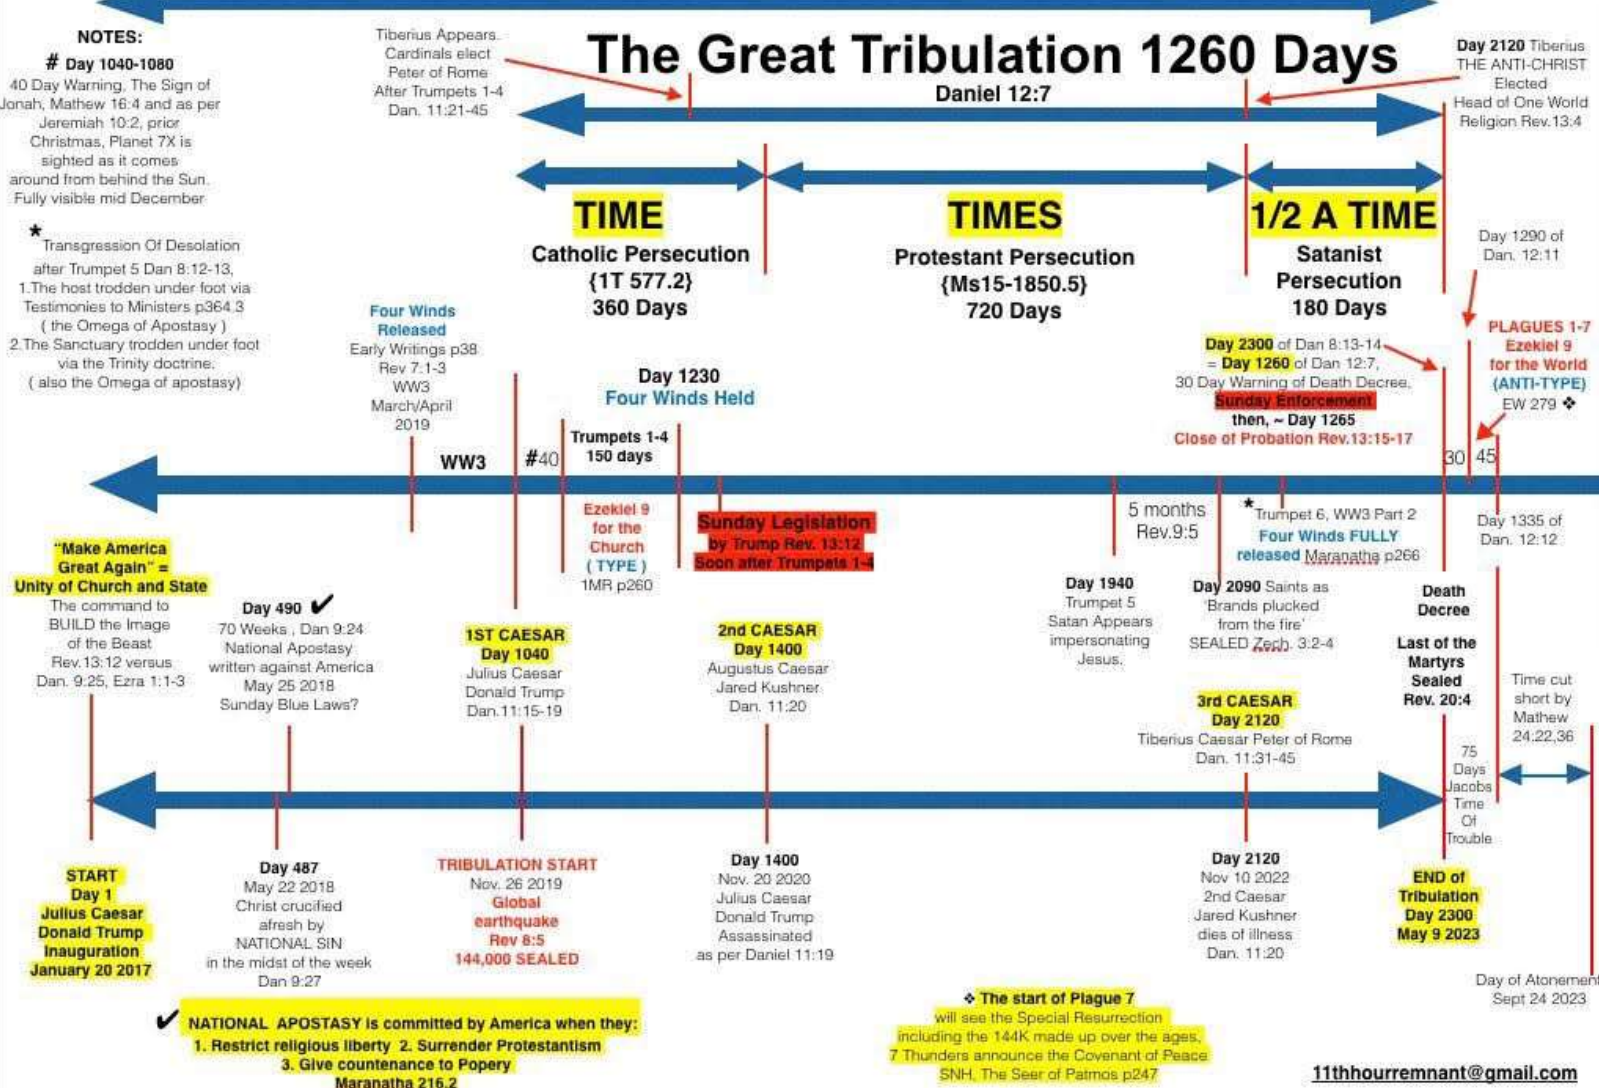 NOTES:
# Day 1040-1080
40 Day Warning, The Sign of
Jonah, Mathew 16:4 and as per
Jeremiah 10:2, prior
Christmas, Planet 7X is
sighted as it comes
around from behind the Sun.
Fully visible mid December
*
Transgression Of Desolation
after Trumpet 5 Dan 8:12-13,
1.The host trodden under foot via
Testimonies to Ministers p364.3
( the Omega of Apostasy )
2.The Sanctuary trodden under foot
via the Trinity doctrine.
( also the Omega of apostasy)
Tiberius Appears.
Cardinals elect
Peter of Rome
After Trumpets 1-4
Dan. 11:21-45
The Great Tribulation 1260 Days
Daniel 12:7
Day 2120 Tiberius
THE ANTI-CHRIST
Elected
Head of One World
Religion Rev.13:4
TIME
Catholic Persecution
{1T 577.2}
360 Days
TIMES
Protestant Persecution
{Ms15-1850.5}
720 Days
1/2 A TIME
Satanist
Persecution
180 Days
Day 1290 of
Dan. 12:11
Four Winds
Released
Early Writings p38
Rev 7:1-3
WW3
March/April
2019
Day 1230
Four Winds Held
Day 2300 of Dan 8:13-14
= Day 1260 of Dan 12:7,
30 Day Warning of Death Decree,
Sunday Enforcement
then, ~ Day 1265
Close of Probation Rev.13:15-17
PLAGUES 1-7
Ezekiel 9
for the World
(ANTI-TYPE)
EW 279 ❖
WW3
#40
Trumpets 1-4
150 days
30
45
Ezekiel 9
for the
Church
( TYPE )
1MR p260
Sunday Legislation
by Trump Rev. 13:12
Soon after Trumpets 1-4
5 months
Rev.9:5
* Trumpet 6, WW3 Part 2
Four Winds FULLY
released Maranatha p266
Day 1335 of
Dan. 12:12
"Make America
Great Again" =
Unity of Church and State
The command to
BUILD the Image
of the Beast
Rev.13:12 versus
Dan. 9:25, Ezra 1:1-3
Day 490 ✔
70 Weeks , Dan 9:24
National Apostasy
written against America
May 25 2018
Sunday Blue Laws?
1ST CAESAR
Day 1040
Julius Caesar
Donald Trump
Dan.11:15-19
2nd CAESAR
Day 1400
Augustus Caesar
Jared Kushner
Dan. 11:20
Day 1940
Trumpet 5
Satan Appears
impersonating
Jesus.
Day 2090 Saints as
'Brands plucked
from the fire'
SEALED Zech. 3:2-4
3rd CAESAR
Day 2120
Tiberius Caesar Peter of Rome
Dan. 11:31-45
Death
Decree
Last of the
Martyrs
Sealed
Rev. 20:4
Time cut
short by
Mathew
24:22,36
75
Days
Jacobs
Time
Of
Trouble
START
Day 1
Julius Caesar
Donald Trump
Inauguration
January 20 2017
Day 487
May 22 2018
Christ crucified
afresh by
NATIONAL SIN
in the midst of the week
Dan 9:27
TRIBULATION START
Nov. 26 2019
Global
earthquake
Rev 8:5
144,000 SEALED
Day 1400
Nov. 20 2020
Julius Caesar
Donald Trump
Assassinated
as per Daniel 11:19
Day 2120
Nov 10 2022
2nd Caesar
Jared Kushner
dies of illness
Dan. 11:20
END of
Tribulation
Day 2300
May 9 2023
Day of Atonement
Sept 24 2023
✔ NATIONAL APOSTASY is committed by America when they:
1. Restrict religious liberty 2. Surrender Protestantism
3. Give countenance to Popery
Maranatha 216.2
❖ The start of Plague 7
will see the Special Resurrection
including the 144K made up over the ages,
7 Thunders announce the Covenant of Peace
SNH, The Seer of Patmos p247
11thhourremnant@gmail.com